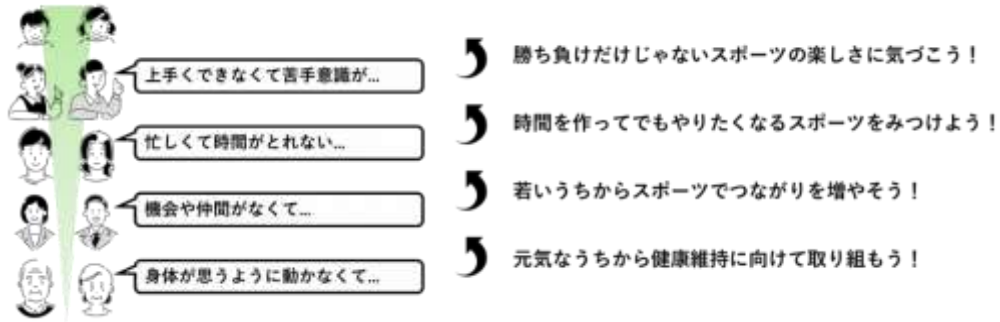 上手くできなくて苦手意識が…
勝ち負けだけじゃないスポーツの楽しさに気づこう！
忙しくて時間がとれない…
時間を作ってでもやりたくなるスポーツをみつけよう！
機会や仲間がなくて…
若いうちからスポーツでつながりを増やそう！
身体が思うように動かなくて…
元気なうちから健康維持に向けて取り組もう！